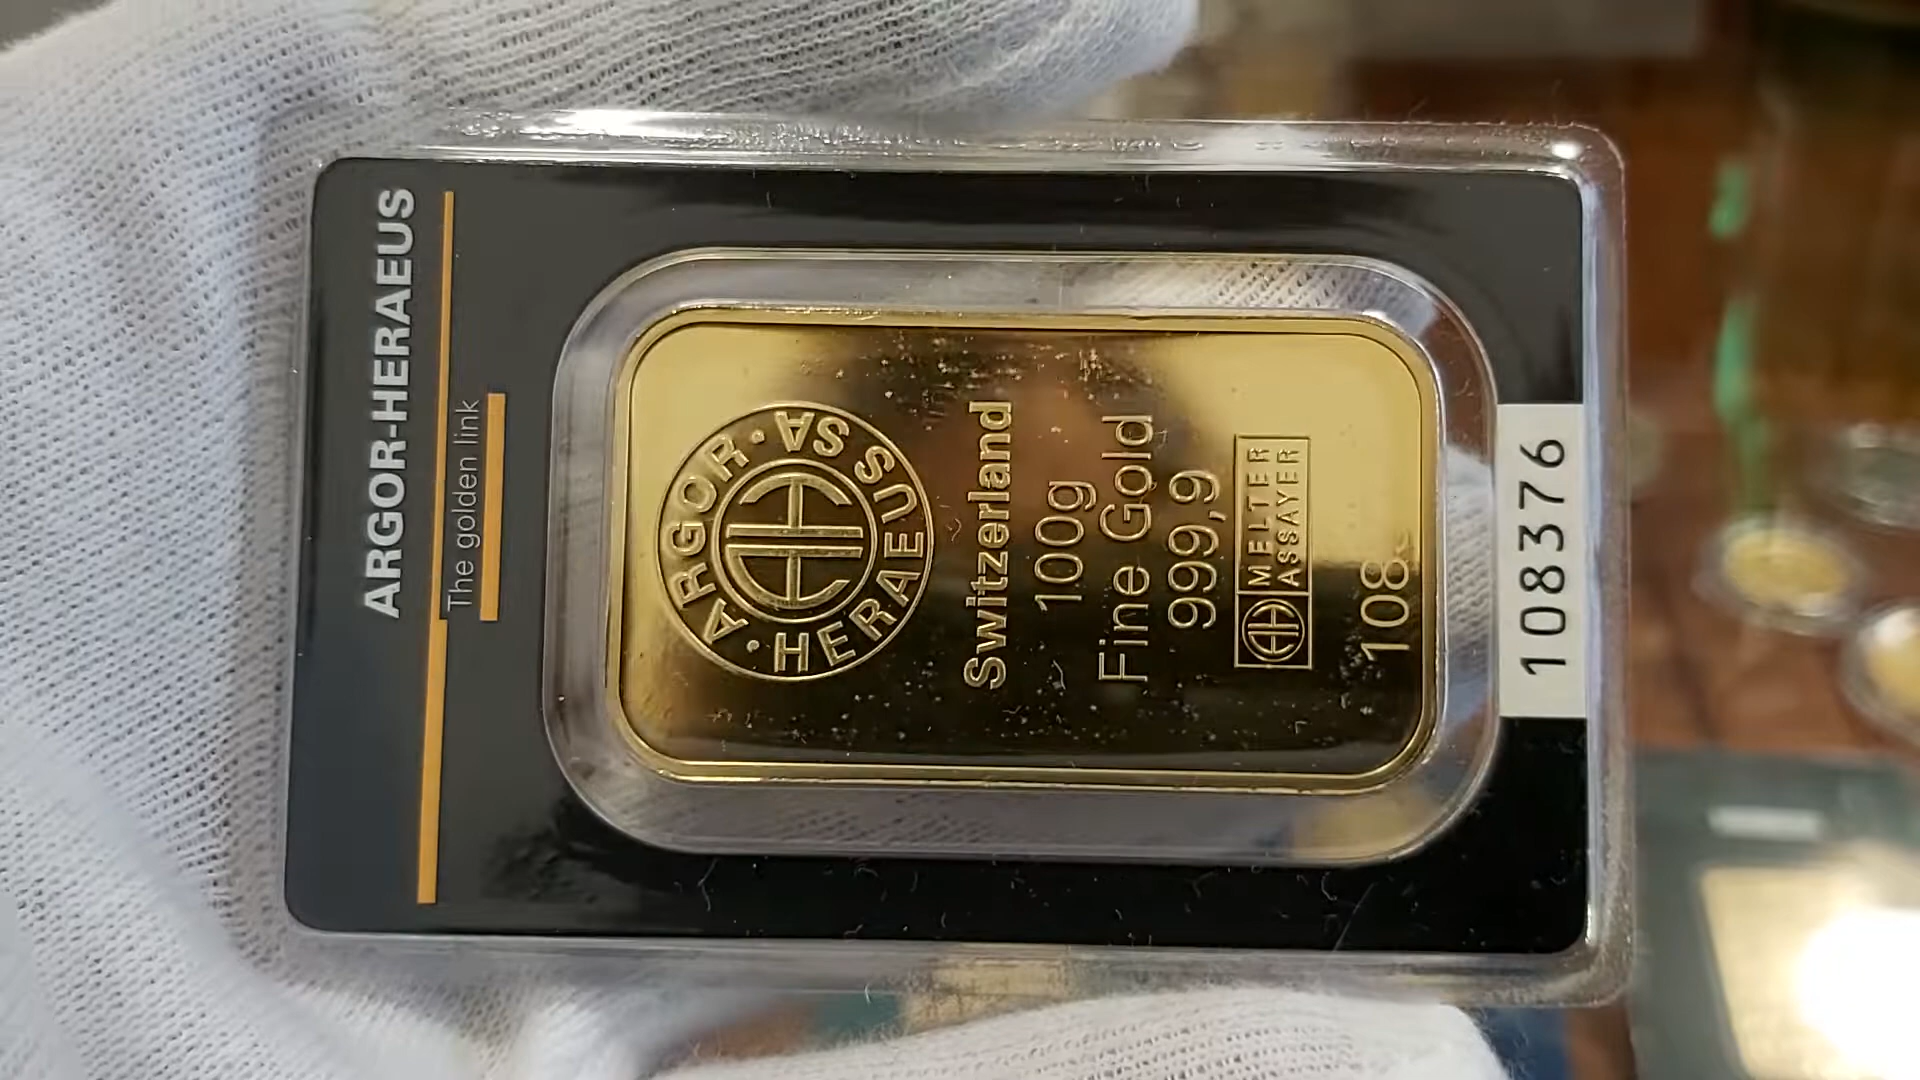 ARGOR-HERAEUS
The golden link
ARGOR · HERAEUS SA ·
Switzerland
100g
Fine Gold
999,9
MELTER
ASSAYER
108
108376